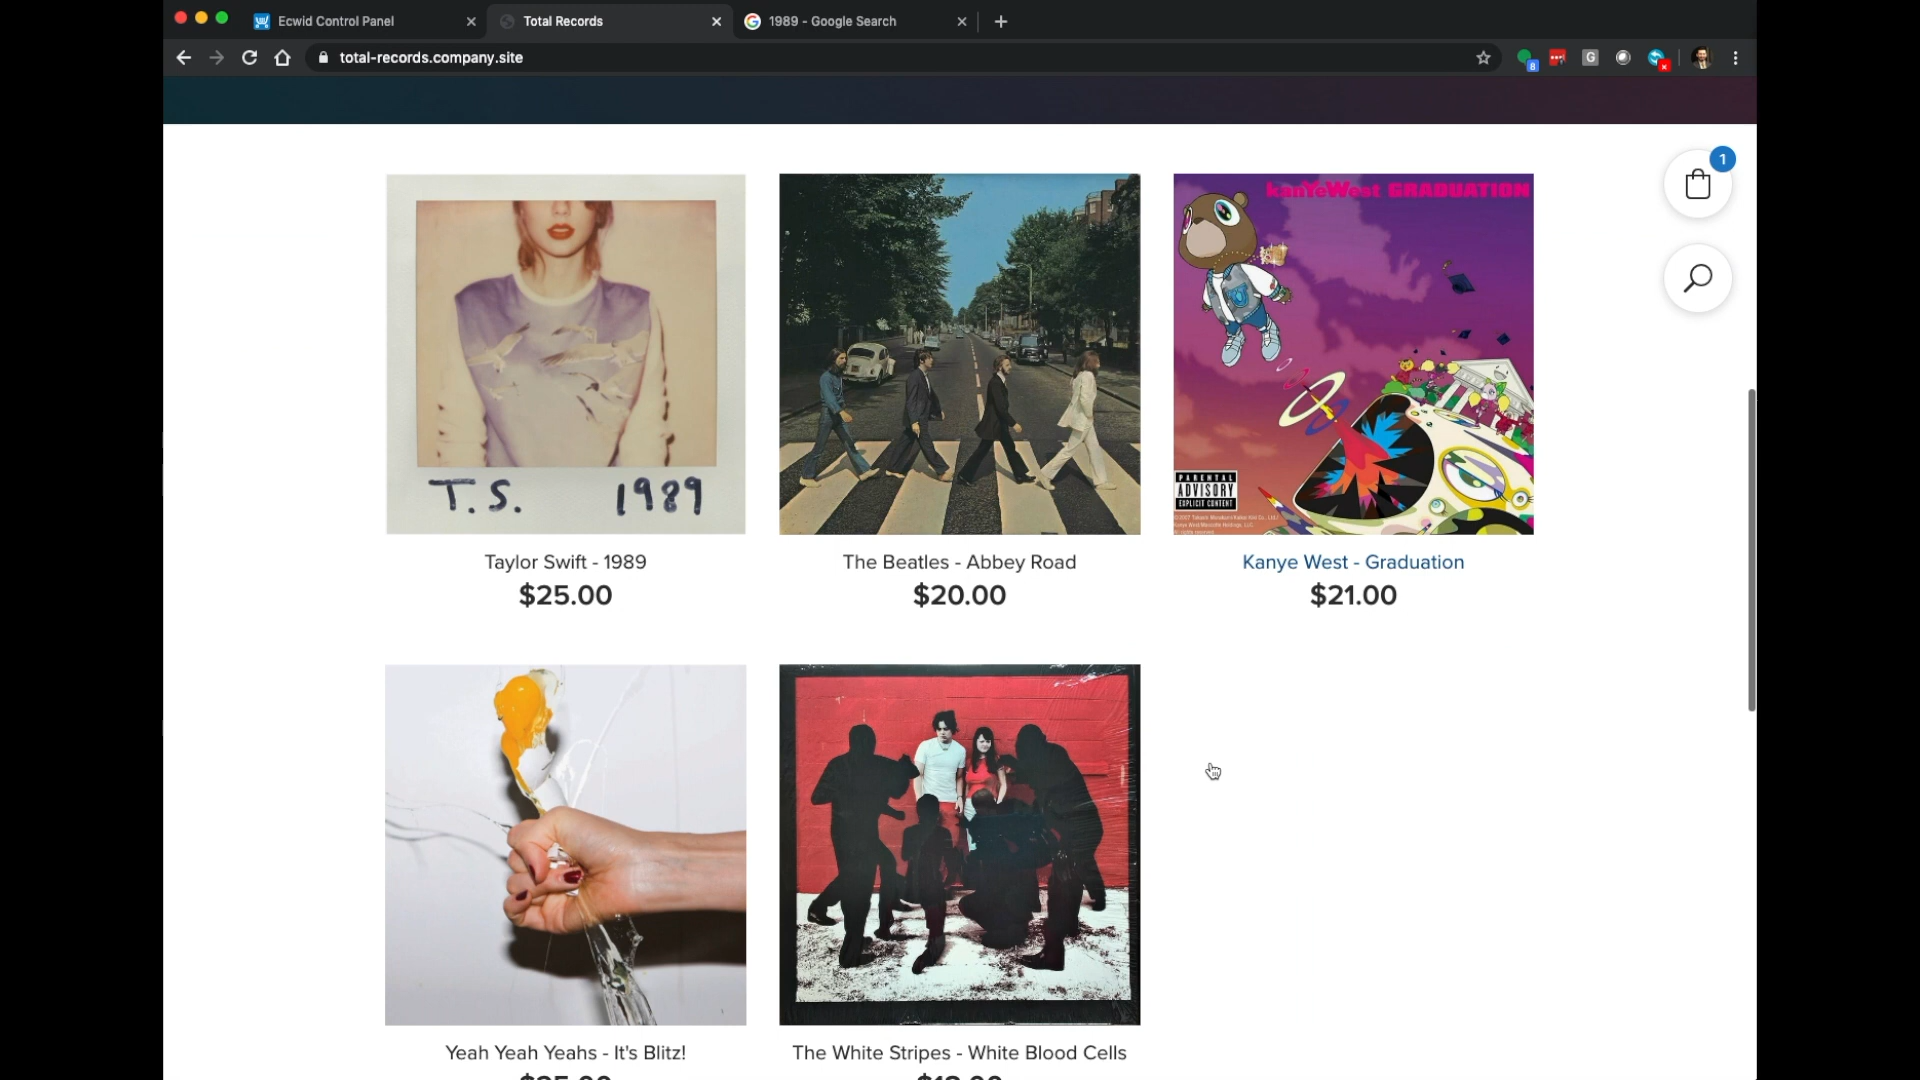 Ecwid Control Panel
Total Records
1989 - Google Search
total-records.company.site
8
G
1
kanYeWest GRADUATION
PARENTAL
ADVISORY
EXPLICIT CONTENT
T.S. 1989
Taylor Swift - 1989
The Beatles - Abbey Road
Kanye West - Graduation
$25.00
$20.00
$21.00
Yeah Yeah Yeahs - It's Blitz!
The White Stripes - White Blood Cells